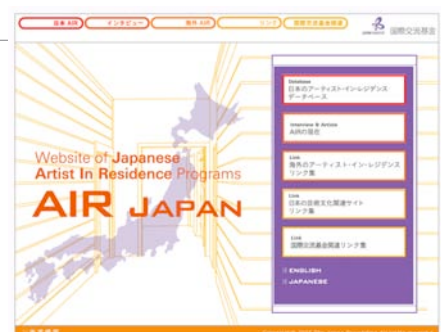 日本 AIR
インタビュー
海外 AIR
リンク
国際交流基金関連
国際交流基金
Website of Japanese
Artist In Residence Programs
AIR JAPAN
Database
日本のアーティスト・イン・レジデンス
データベース
Interview & Article
AIRの現在
Link
海外のアーティスト・イン・レジデンス
リンク集
Link
日本の芸術文化関連サイト
リンク集
Link
国際交流基金関連リンク集
ENGLISH
JAPANESE